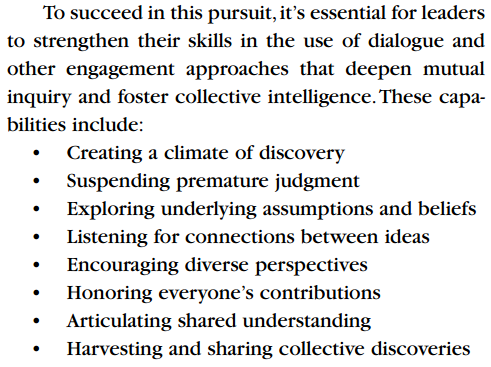 To succeed in this pursuit, it’s essential for leaders
to strengthen their skills in the use of dialogue and
other engagement approaches that deepen mutual
inquiry and foster collective intelligence. These capa-
bilities include:
• Creating a climate of discovery
• Suspending premature judgment
• Exploring underlying assumptions and beliefs
• Listening for connections between ideas
• Encouraging diverse perspectives
• Honoring everyone’s contributions
• Articulating shared understanding
• Harvesting and sharing collective discoveries